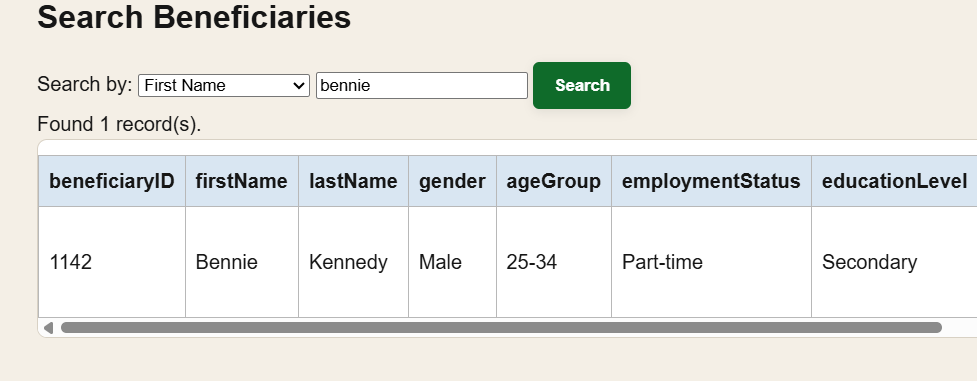 Search Beneficiaries
Search by: First Name bennie Search
Found 1 record(s).
beneficiaryID firstName lastName gender ageGroup employmentStatus educationLevel
1142 Bennie Kennedy Male 25-34 Part-time Secondary